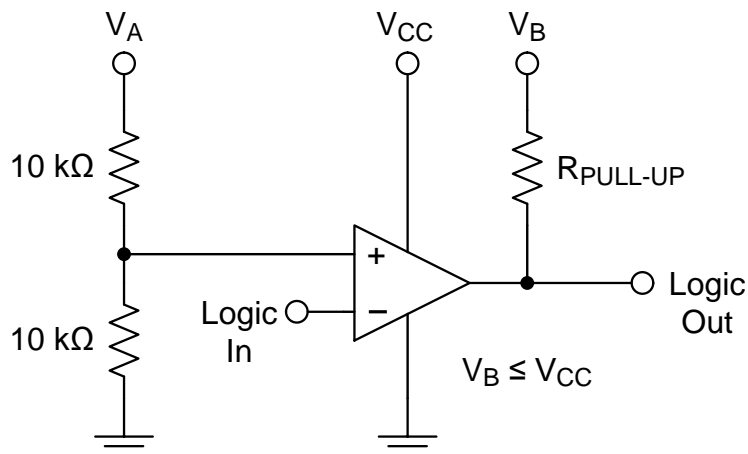 V_A
V_CC
V_B
10 kΩ
R_PULL-UP
+
−
Logic
In
Logic
Out
10 kΩ
V_B ≤ V_CC